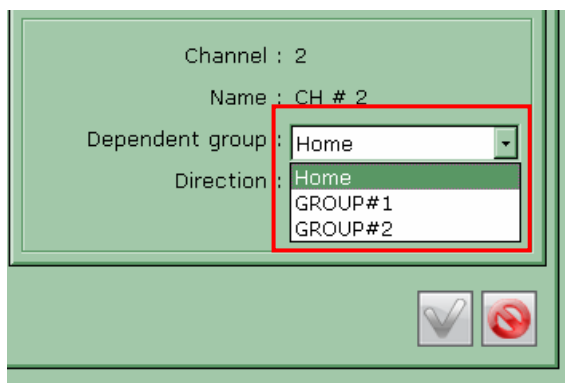 Channel : 2
Name : CH # 2
Dependent group : Home
Direction : Home
GROUP#1
GROUP#2